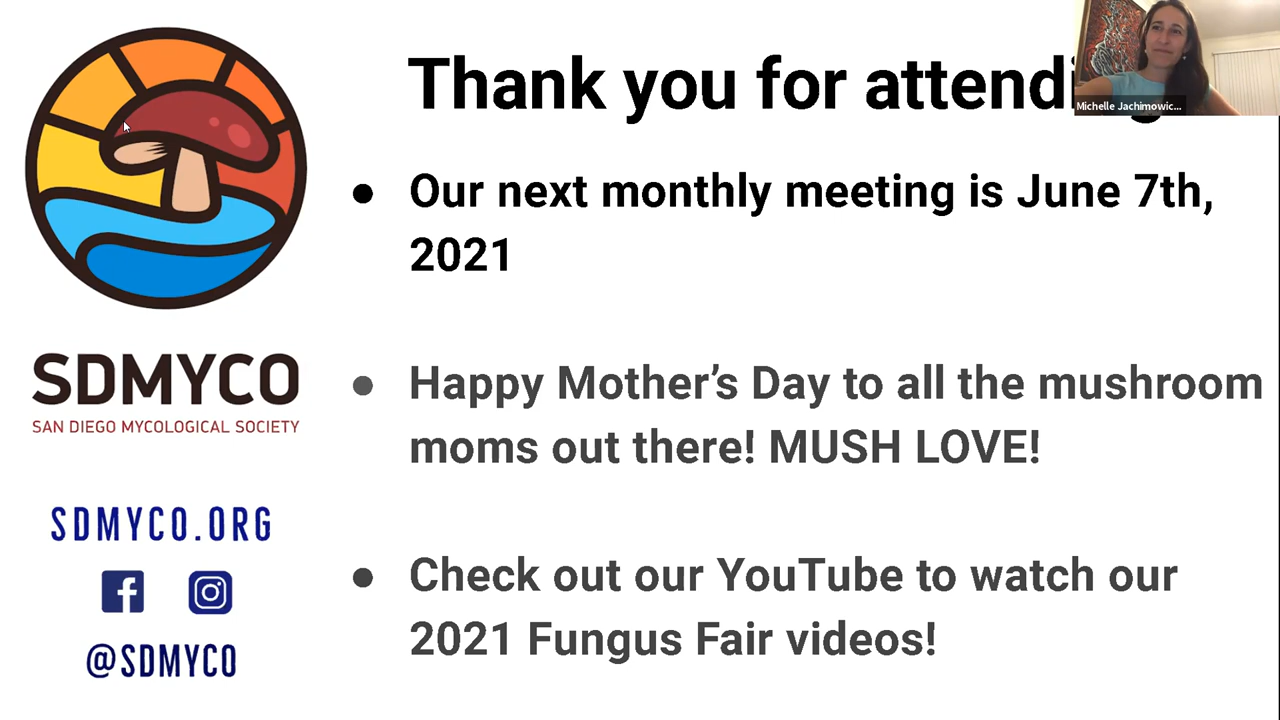 Thank you for attending
Michelle Jachimowic...
● Our next monthly meeting is June 7th,
2021
SDMYCO
SAN DIEGO MYCOLOGICAL SOCIETY
● Happy Mother's Day to all the mushroom
moms out there! MUSH LOVE!
SDMYCO.ORG
@SDMYCO
● Check out our YouTube to watch our
2021 Fungus Fair videos!